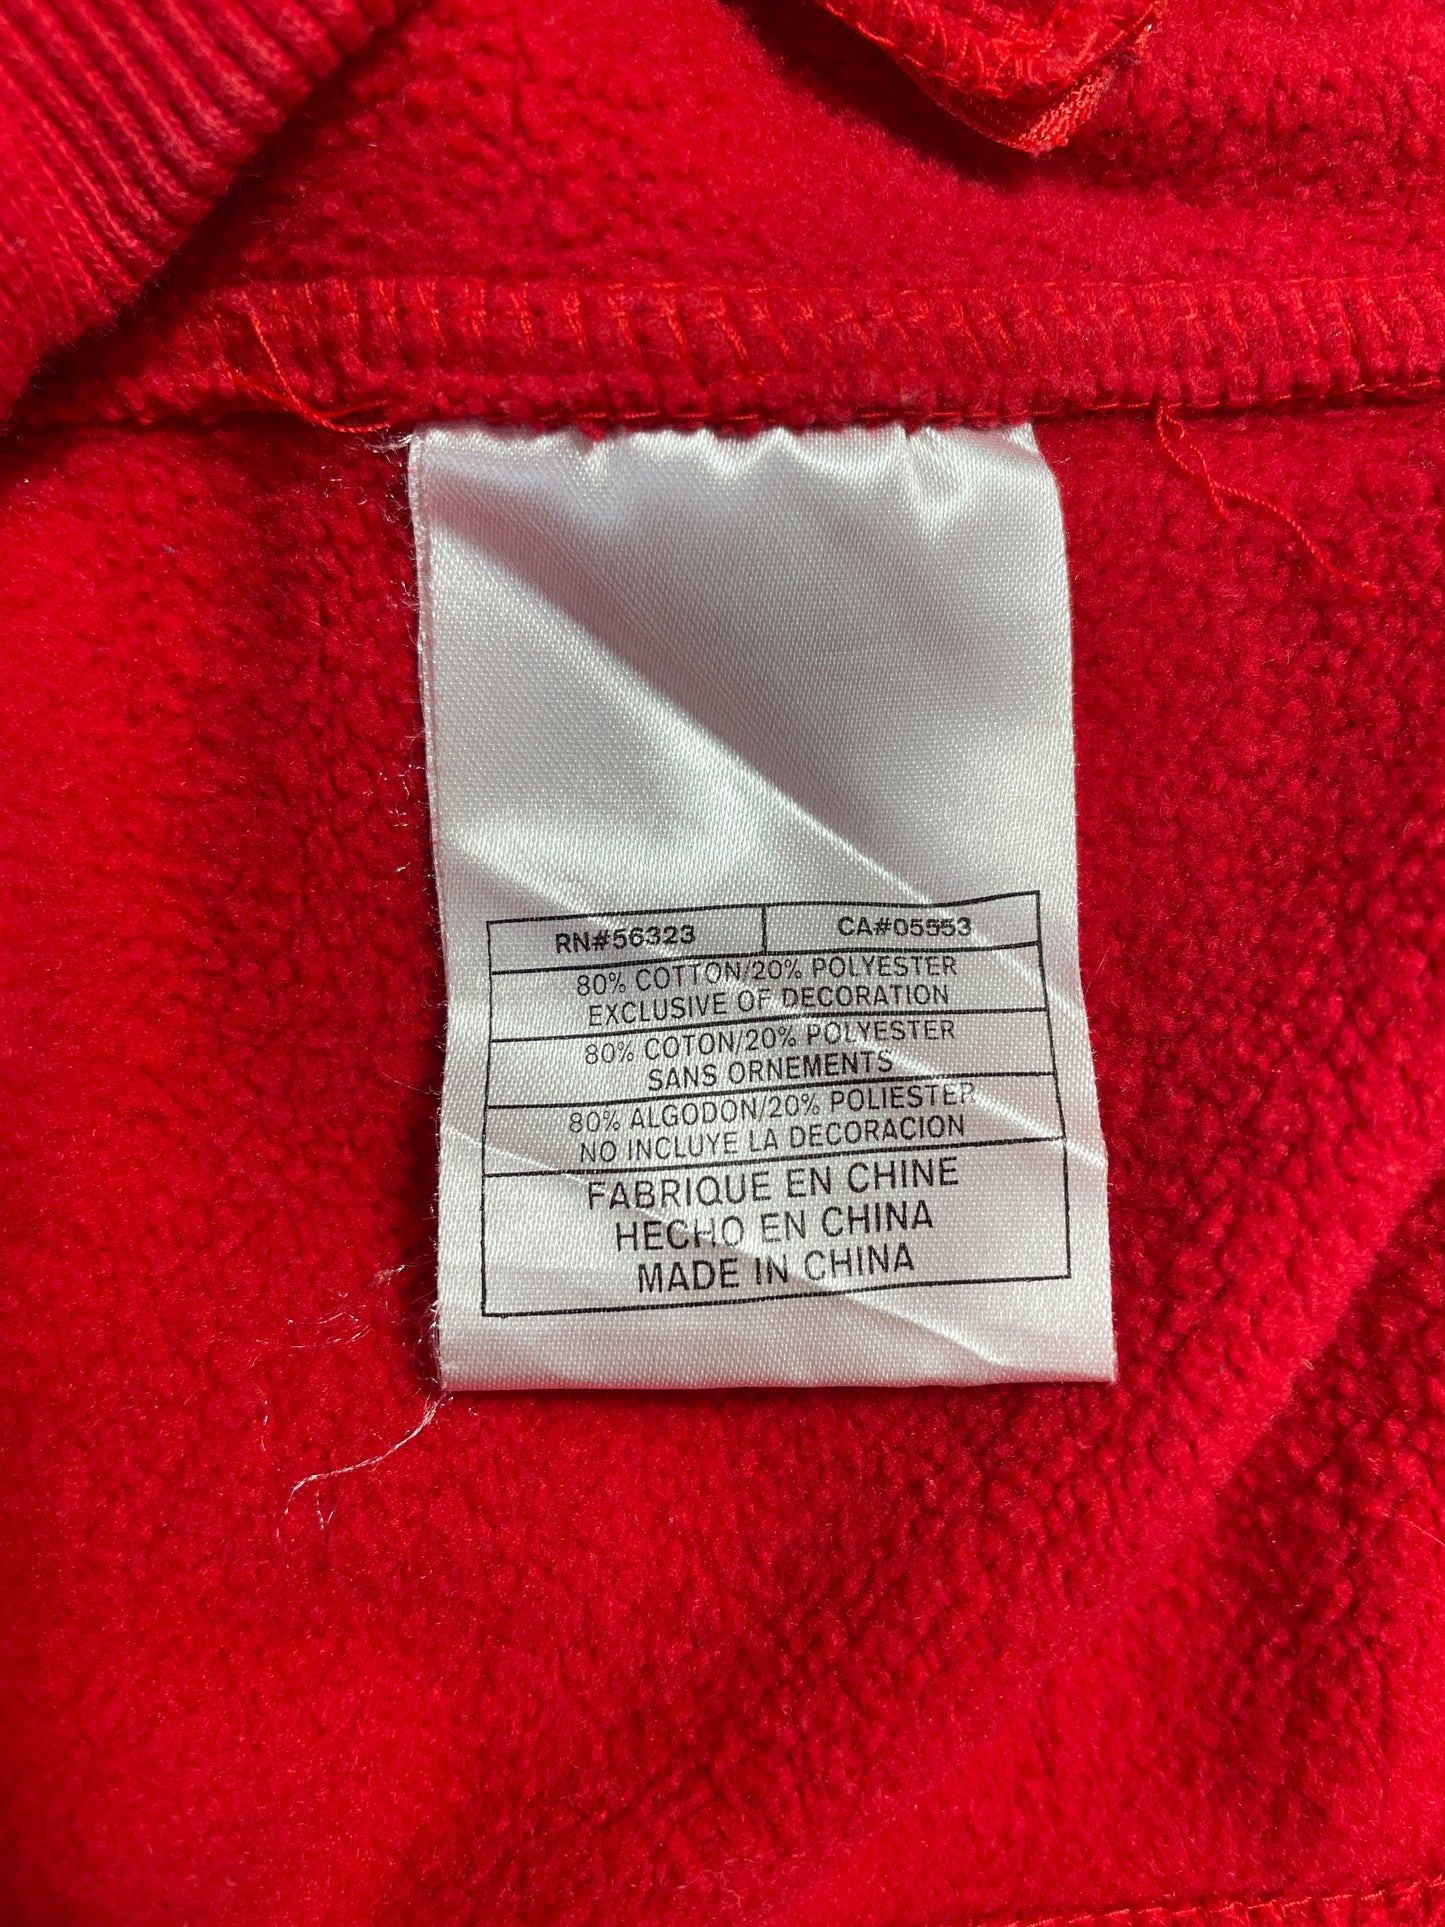 RN#56323 CA#05553
80% COTTON/20% POLYESTER
EXCLUSIVE OF DECORATION
80% COTON/20% POLYESTER
SANS ORNEMENTS
80% ALGODON/20% POLIESTER
NO INCLUYE LA DECORACION
FABRIQUE EN CHINE
HECHO EN CHINA
MADE IN CHINA